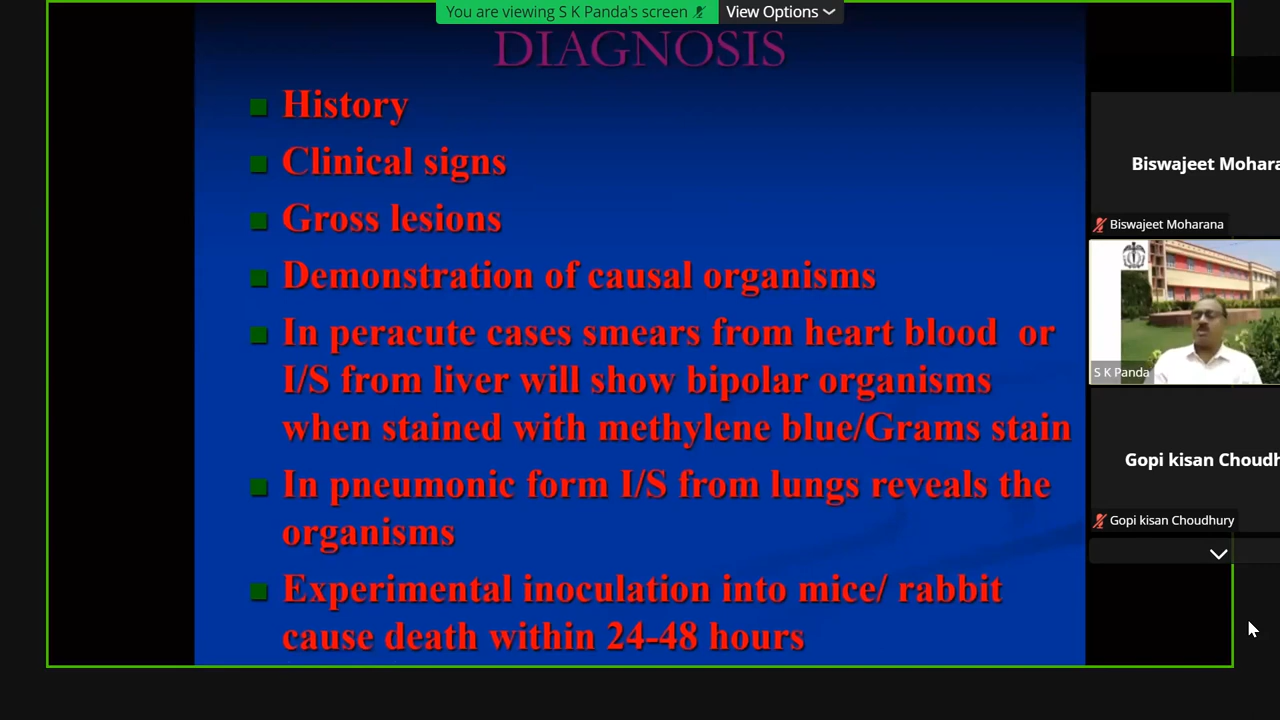 You are viewing S K Panda's screen
View Options
DIAGNOSIS
History
Clinical signs
Gross lesions
Demonstration of causal organisms
In peracute cases smears from heart blood or
I/S from liver will show bipolar organisms
when stained with methylene blue/Grams stain
In pneumonic form I/S from lungs reveals the
organisms
Experimental inoculation into mice/ rabbit
cause death within 24-48 hours
Biswajeet Mohara
Biswajeet Moharana
S K Panda
Gopi kisan Choudh
Gopi kisan Choudhury